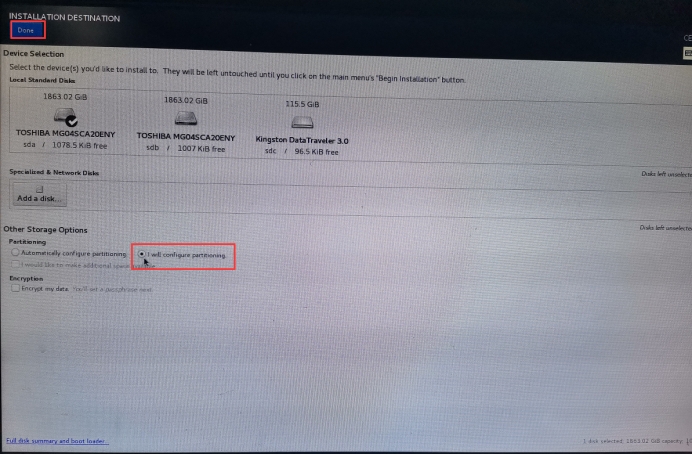 INSTALLATION DESTINATION
Done
CE
Device Selection
Select the device(s) you'd like to install to. They will be left untouched until you click on the main menu's "Begin Installation" button.
Local Standard Disks
1863.02 GiB
1863.02 GiB
115.5 GiB
TOSHIBA MG04SCA20ENY
TOSHIBA MG04SCA20ENY
Kingston DataTraveler 3.0
sda / 1078.5 KiB free
sdb / 1007 KiB free
sdc / 96.5 KiB free
Disks left unselecte
Specialized & Network Disks
Add a disk...
Disks left unselecte
Other Storage Options
Partitioning
Automatically configure partitioning.
I will configure partitioning.
I would like to make additional space
Encryption
Encrypt my data. You'll set a passphrase next.
Full disk summary and boot loader...
1 disk selected; 1863.02 GiB capacity;